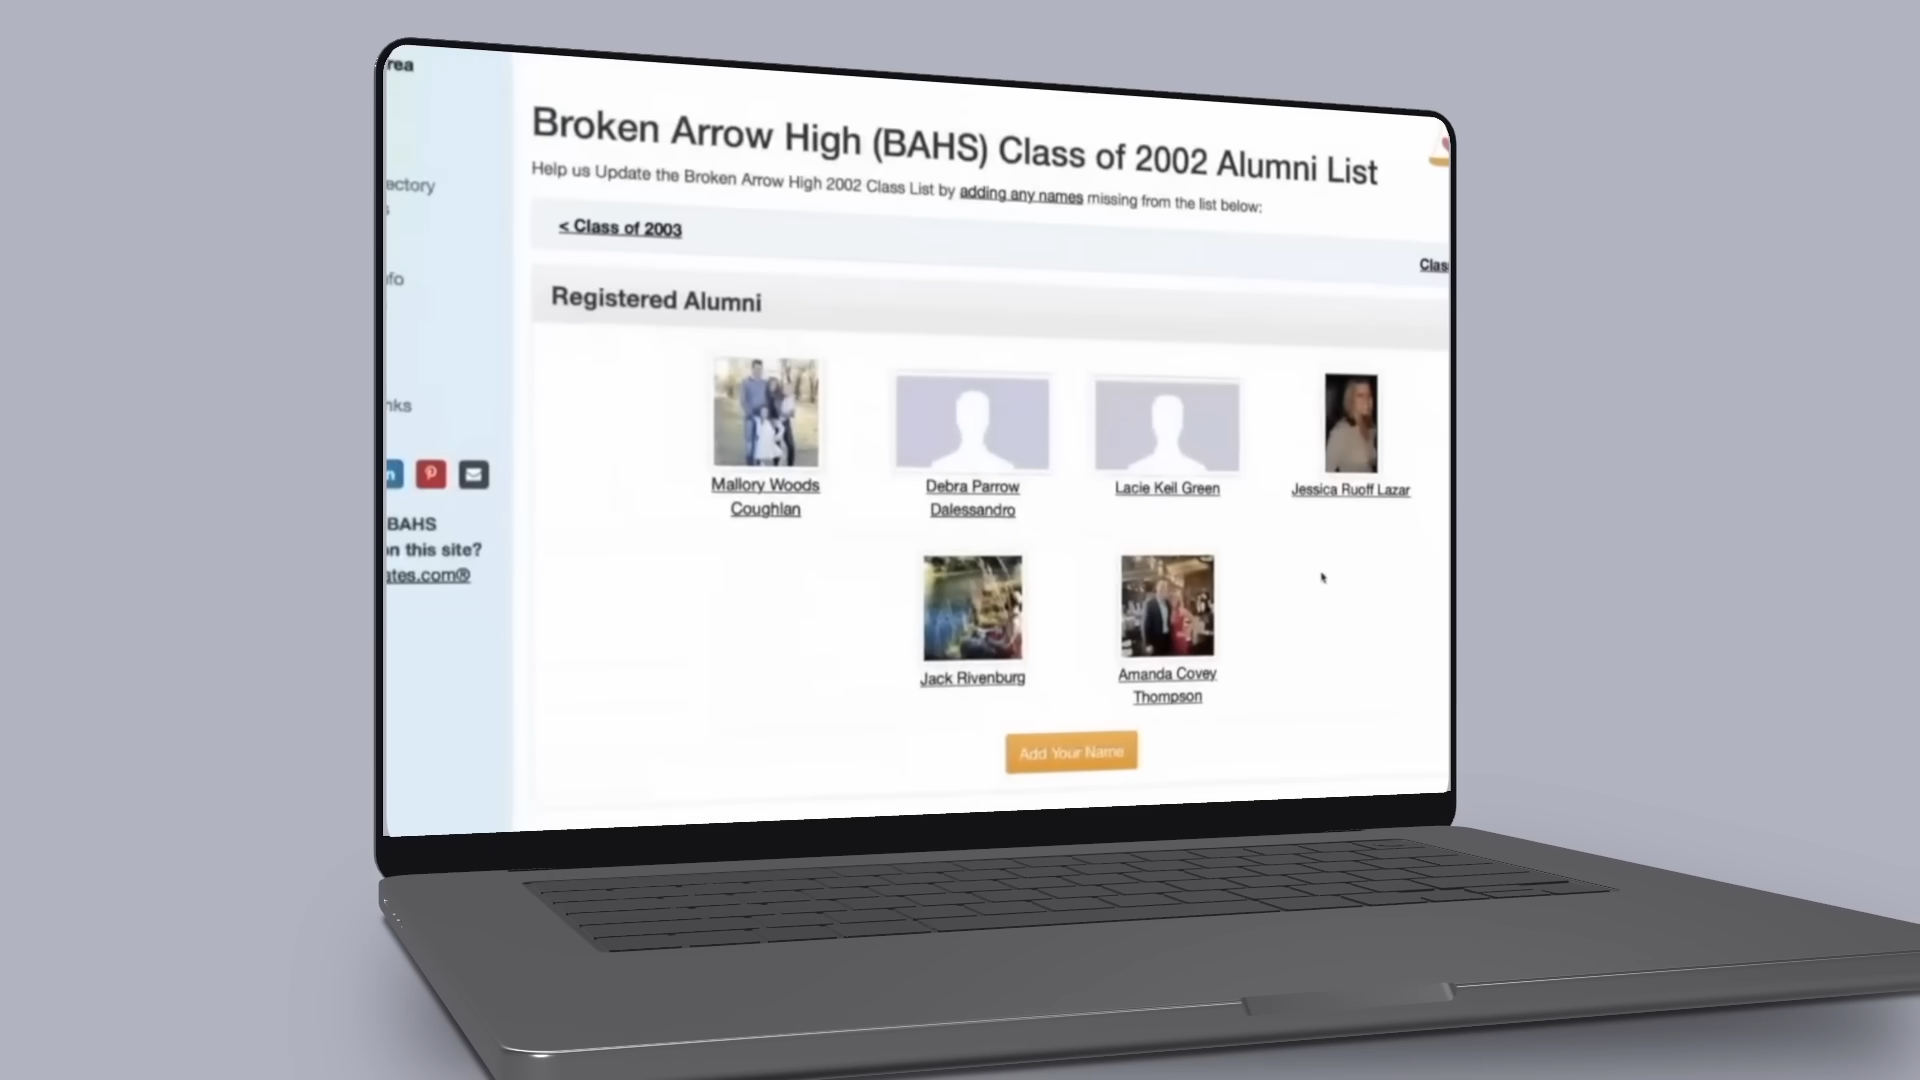 rea
Broken Arrow High (BAHS) Class of 2002 Alumni List
Help us Update the Broken Arrow High 2002 Class List by adding any names missing from the list below:
ectory
s
< Class of 2003
Clas
nfo
Registered Alumni
nks
Mallory Woods
Coughlan
Debra Parrow
Dalessandro
Lacie Keil Green
Jessica Ruoff Lazar
in
BAHS
on this site?
ates.com®
Jack Rivenburg
Amanda Covey
Thompson
Add Your Name